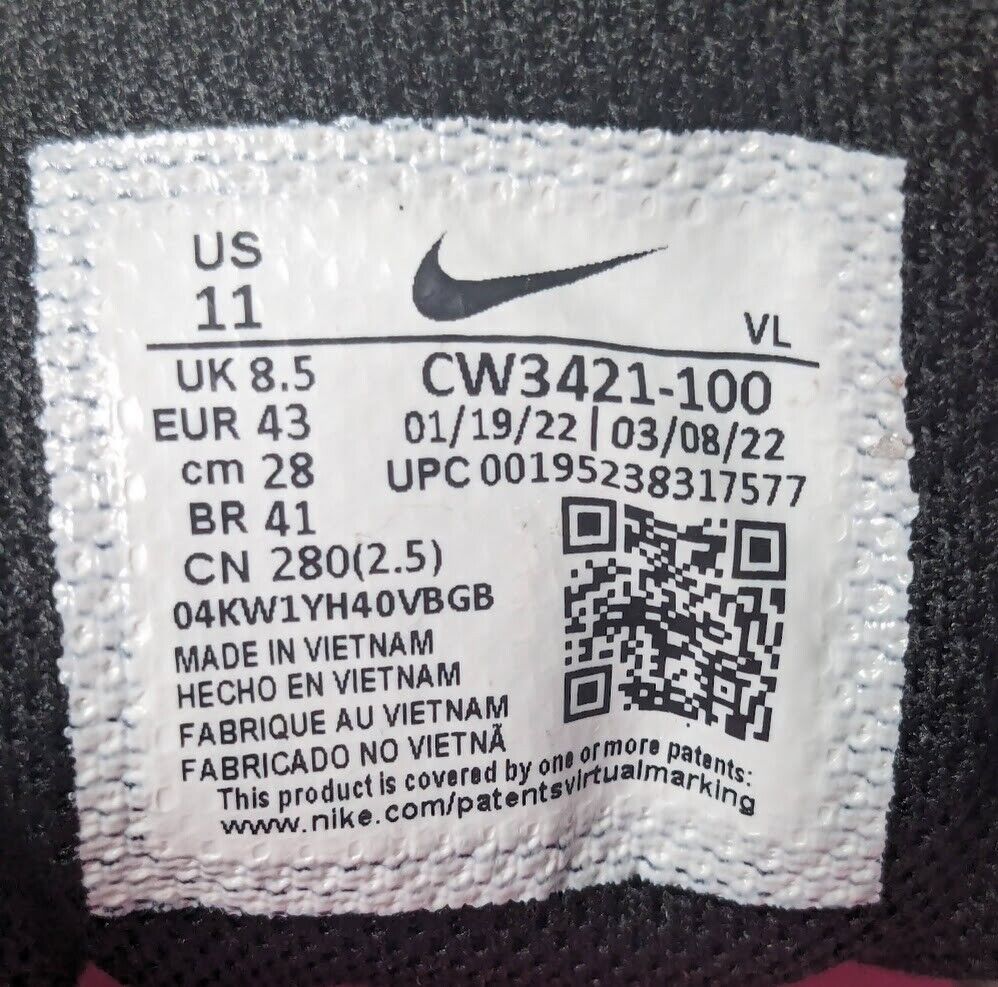 US
11
VL
UK 8.5
EUR 43
cm 28
BR 41
CN 280(2.5)
CW3421-100
01/19/22 | 03/08/22
UPC 00195238317577
04KW1YH40VBGB
MADE IN VIETNAM
HECHO EN VIETNAM
FABRIQUE AU VIETNAM
FABRICADO NO VIETNÃ
This product is covered by one or more patents:
www.nike.com/patentsvirtualmarking